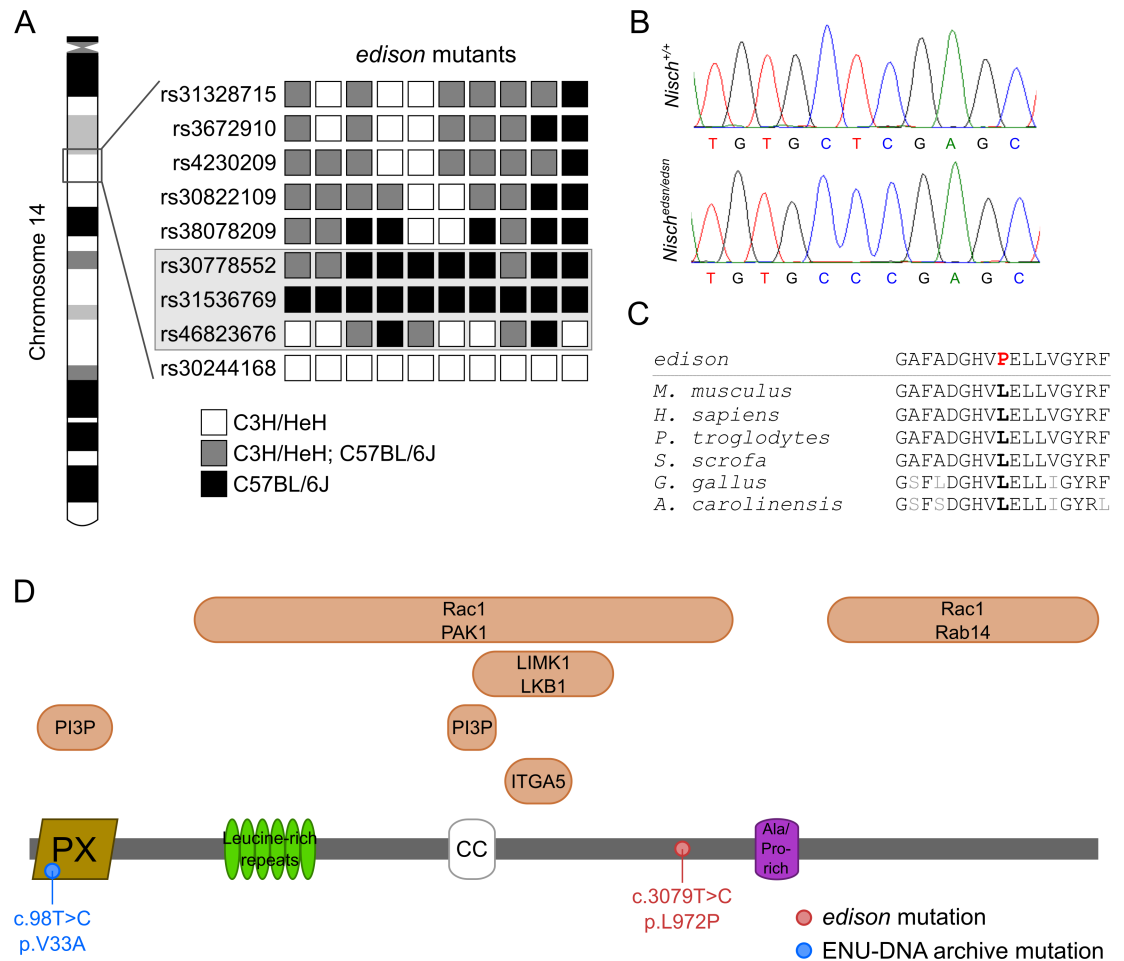 A
edison mutants
rs31328715
rs3672910
rs4230209
rs30822109
rs38078209
rs30778552
rs31536769
rs46823676
rs30244168
Chromosome 14
C3H/HeH
C3H/HeH; C57BL/6J
C57BL/6J
B
Nisch+/+
T G T G C T C G A G C
Nischedsn/edsn
T G T G C C C G A G C
C
edison GAFADGHVPELLVGYRF
M. musculus GAFADGHVLELLVGYRF
H. sapiens GAFADGHVLELLVGYRF
P. troglodytes GAFADGHVLELLVGYRF
S. scrofa GAFADGHVLELLVGYRF
G. gallus GSFLDGHVLELLIGYRF
A. carolinensis GSFSDGHVLELLIGYRL
D
Rac1
PAK1
Rac1
Rab14
LIMK1
LKB1
PI3P
PI3P
ITGA5
PX
Leucine-rich
repeats
CC
Ala/
Pro-
rich
c.98T>C
p.V33A
c.3079T>C
p.L972P
edison mutation
ENU-DNA archive mutation